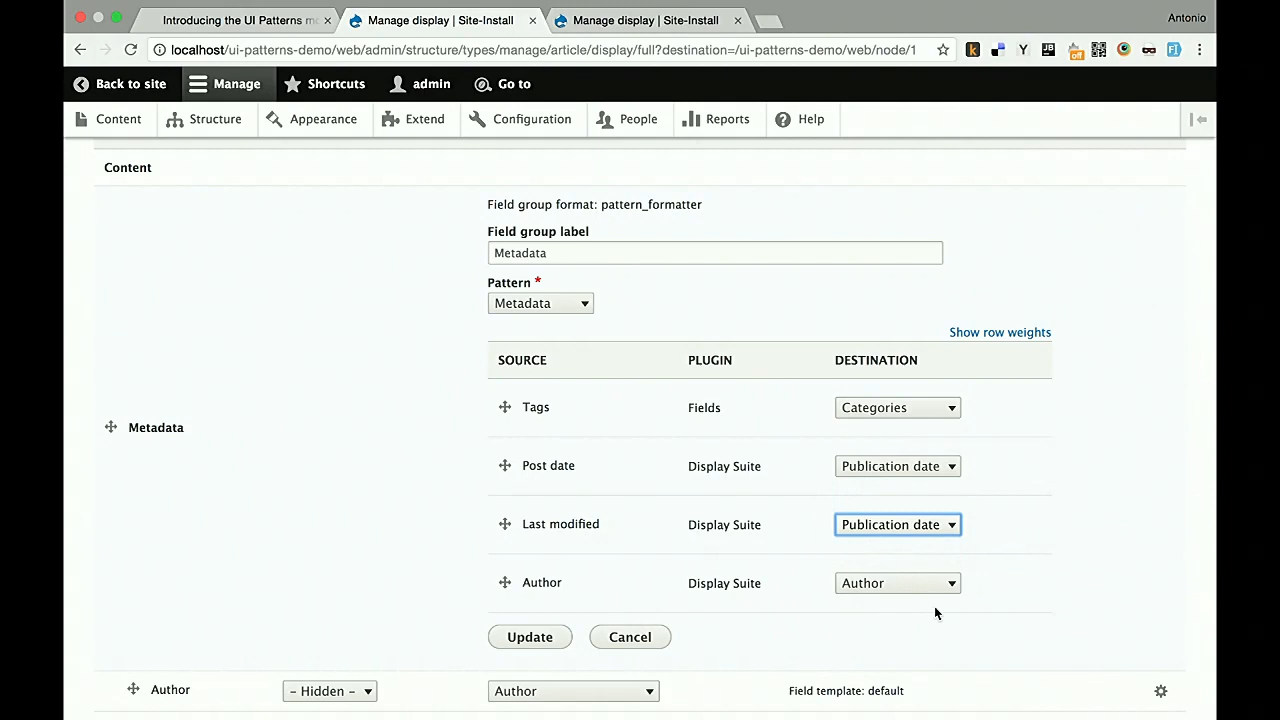 Introducing the UI Patterns mo
Manage display | Site-Install
Manage display | Site-Install
Antonio
localhost/ui-patterns-demo/web/admin/structure/types/manage/article/display/full?destination=/ui-patterns-demo/web/node/1
Back to site Manage Shortcuts admin Go to
Content Structure Appearance Extend Configuration People Reports Help
Content
Field group format: pattern_formatter
Field group label
Metadata
Pattern *
Metadata
Show row weights
SOURCE PLUGIN DESTINATION
Tags Fields Categories
Metadata
Post date Display Suite Publication date
Last modified Display Suite Publication date
Author Display Suite Author
Update Cancel
Author - Hidden - Author Field template: default